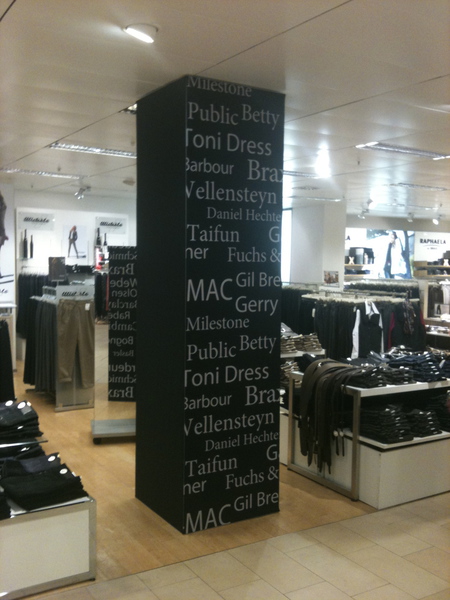 Milestone
Public Betty
Toni Dress
Barbour Bra
Wellensteyn
Daniel Hechte
Taifun G
ner Fuchs &
MAC Gil Bre
Gerry
Milestone
Public Betty
Toni Dress
Barbour Brax
Wellensteyn
Daniel Hechte
Taifun G
ner Fuchs &
MAC Gil Bre
RAPHAELA